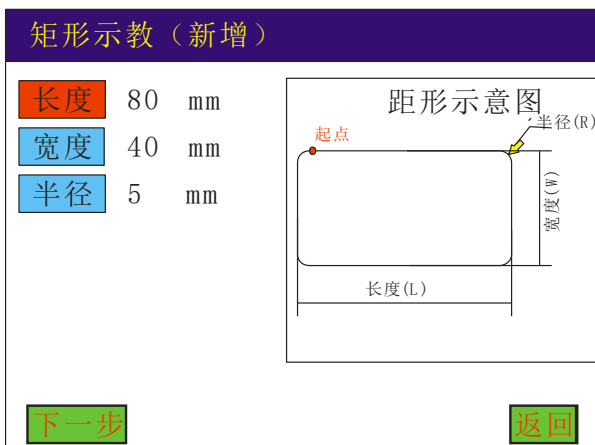 矩形示教（新增）
长度 80 mm
宽度 40 mm
半径 5 mm
距形示意图
半径(R)
起点
宽度(W)
长度(L)
下一步
返回